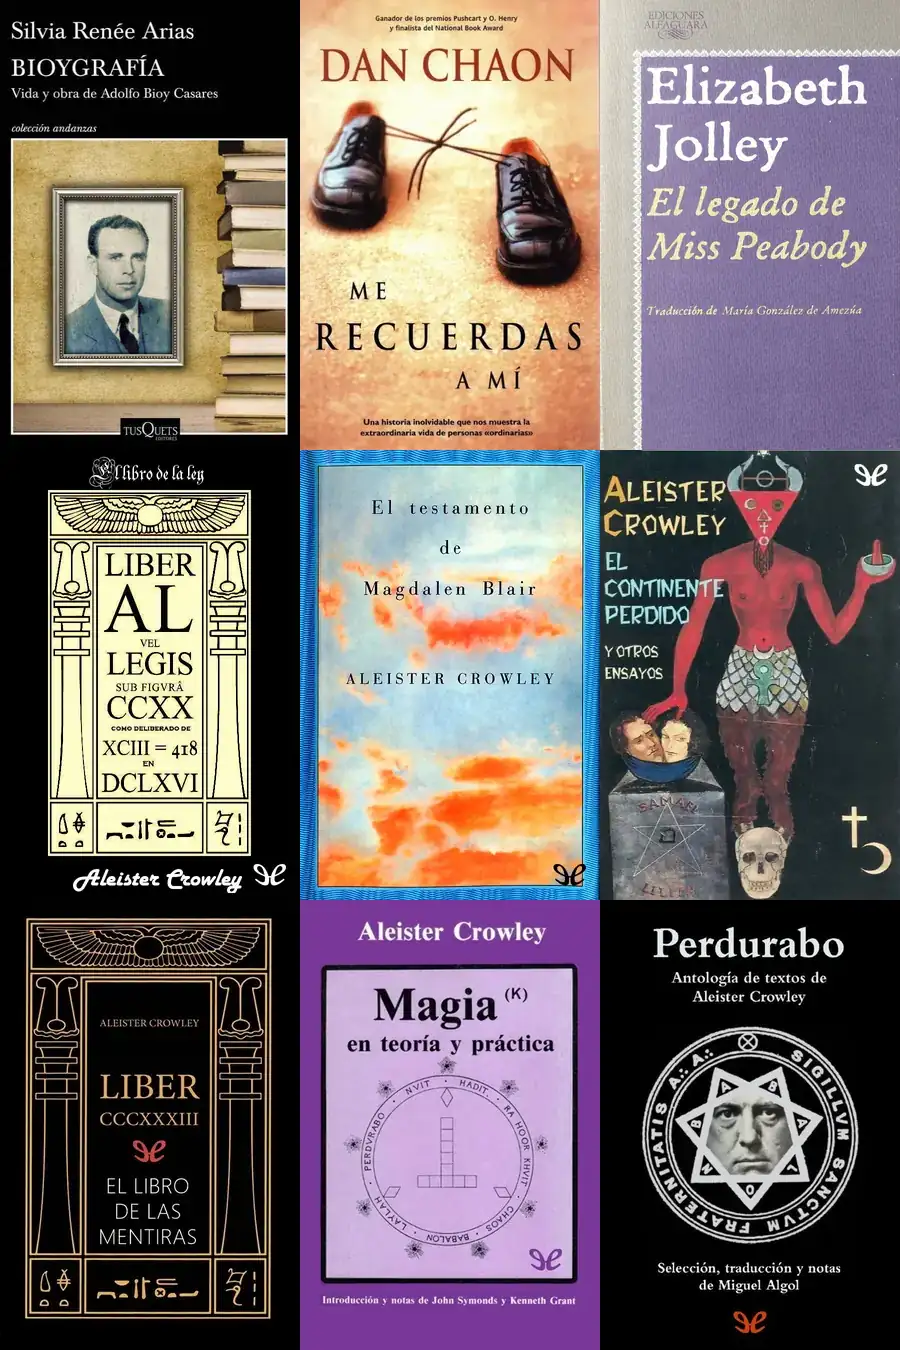 Silvia Renée Arias
BIOYGRAFÍA
Vida y obra de Adolfo Bioy Casares
colección andanzas
TUSQUETS
EDITORES
Ganador de los premios Pushcart y O. Henry
y finalista del National Book Award
DAN CHAON
ME
RECUERDAS
A MÍ
Una historia inolvidable que nos muestra la
extraordinaria vida de personas «ordinarias»
EDICIONES
ALFAGUARA
Elizabeth
Jolley
El legado de
Miss Peabody
Traducción de María González de Amezúa
El libro de la ley
LIBER
AL
VEL
LEGIS
SUB FIGVRÂ
CCXX
COMO DELIBERADO DE
XCIII = 418
EN
DCLXVI
Aleister Crowley
El testamento
de
Magdalen Blair
ALEISTER CROWLEY
ALEISTER
CROWLEY
EL
CONTINENTE
PERDIDO
Y OTROS
ENSAYOS
SAMAEL
LILITH
ALEISTER CROWLEY
LIBER
CCCXXXIII
EL LIBRO
DE LAS
MENTIRAS
Aleister Crowley
Magia (K)
en teoría y práctica
NVIT · HADIT · RA HOOR KHVIT · CHAOS · BABALON · LAYLAH · PERDVRABO
Introducción y notas de John Symonds y Kenneth Grant
Perdurabo
Antología de textos de
Aleister Crowley
SIGILLVM SANCTVM FRATERNITATIS A∴A∴
BABALON
Selección, traducción y notas
de Miguel Algol